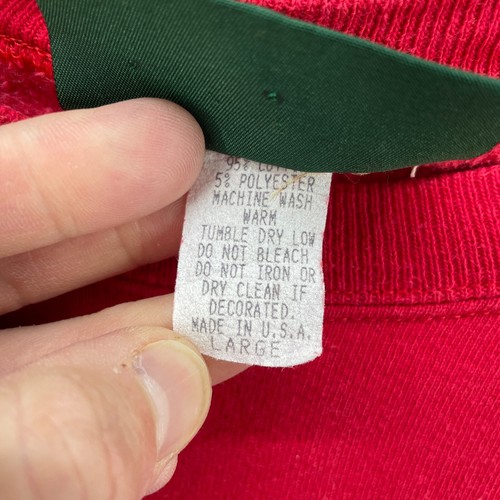 95%
5% POLYESTER
MACHINE WASH
WARM
TUMBLE DRY LOW
DO NOT BLEACH
DO NOT IRON OR
DRY CLEAN IF
DECORATED.
MADE IN U.S.A.
LARGE